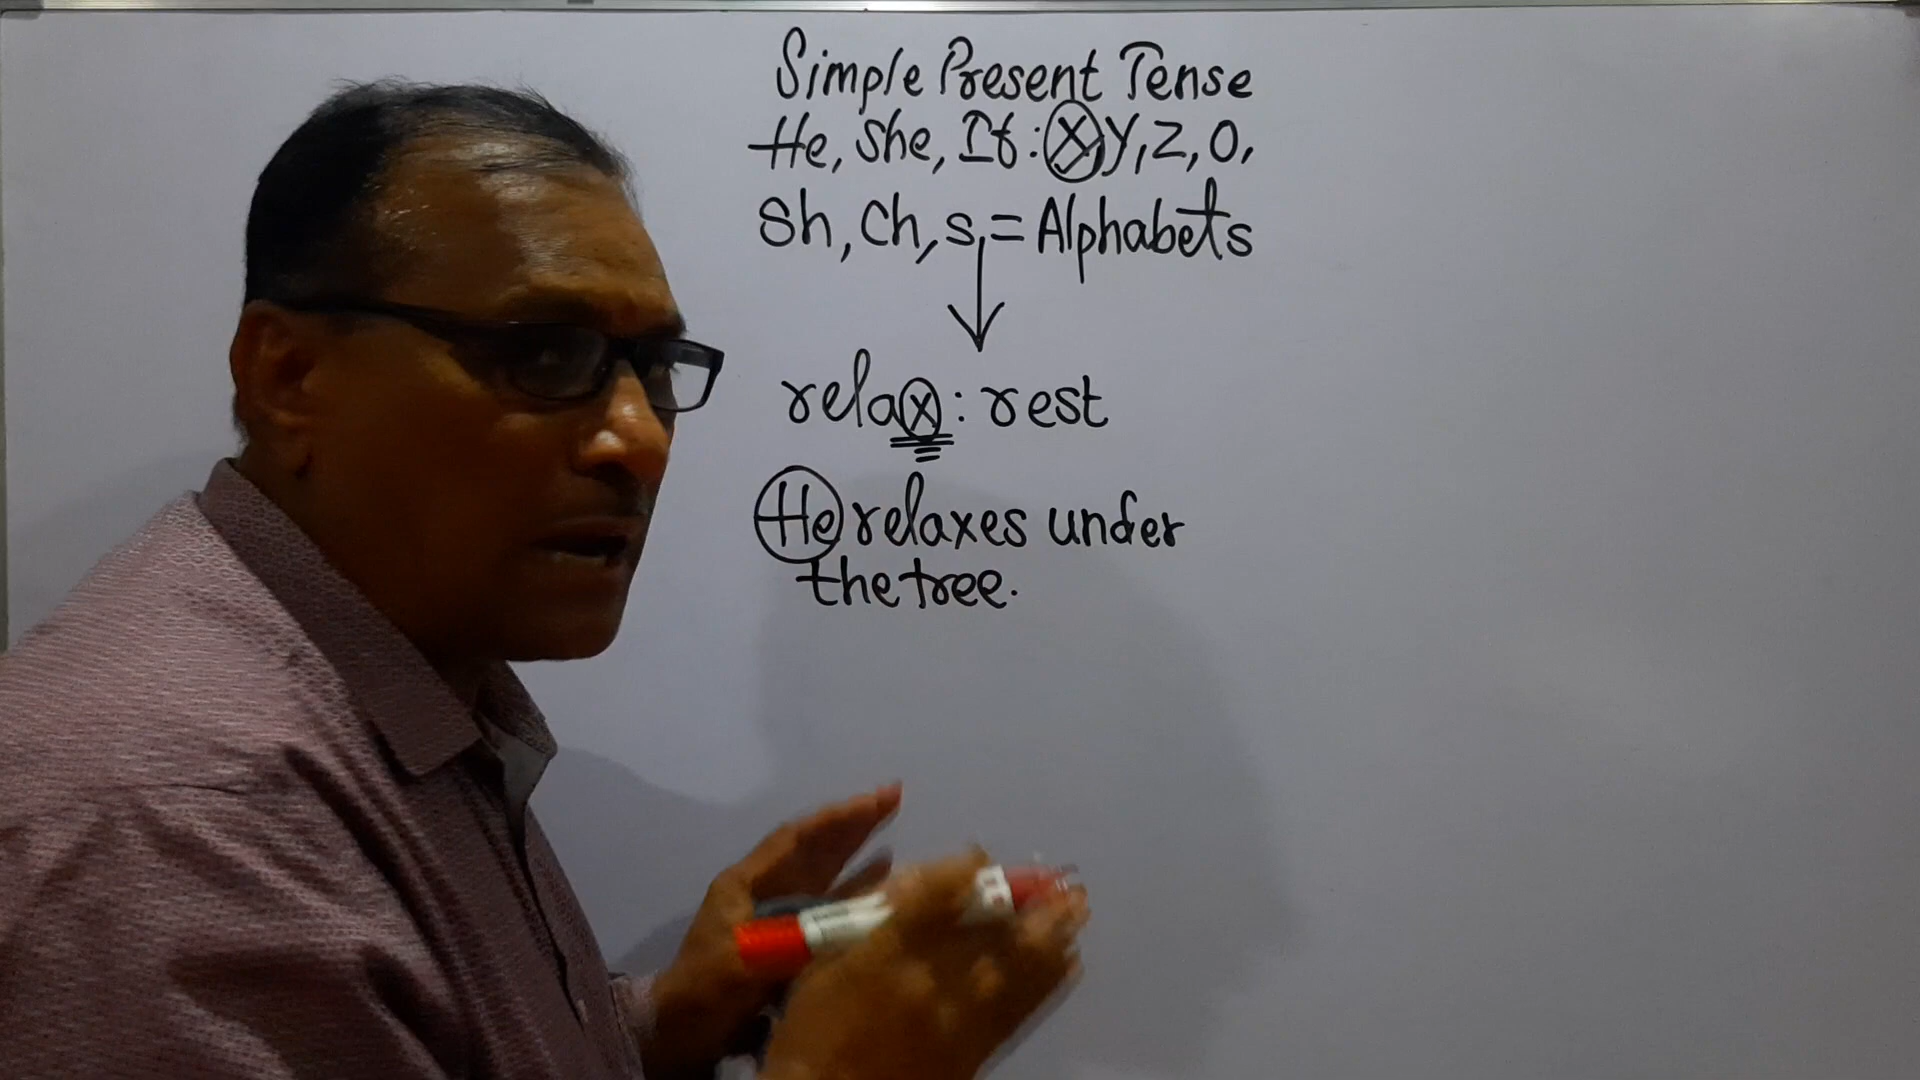 Simple Present Tense
He, She, It : X, Y, Z, O,
Sh, Ch, s, = Alphabets
relax : rest
He relaxes under
the tree.